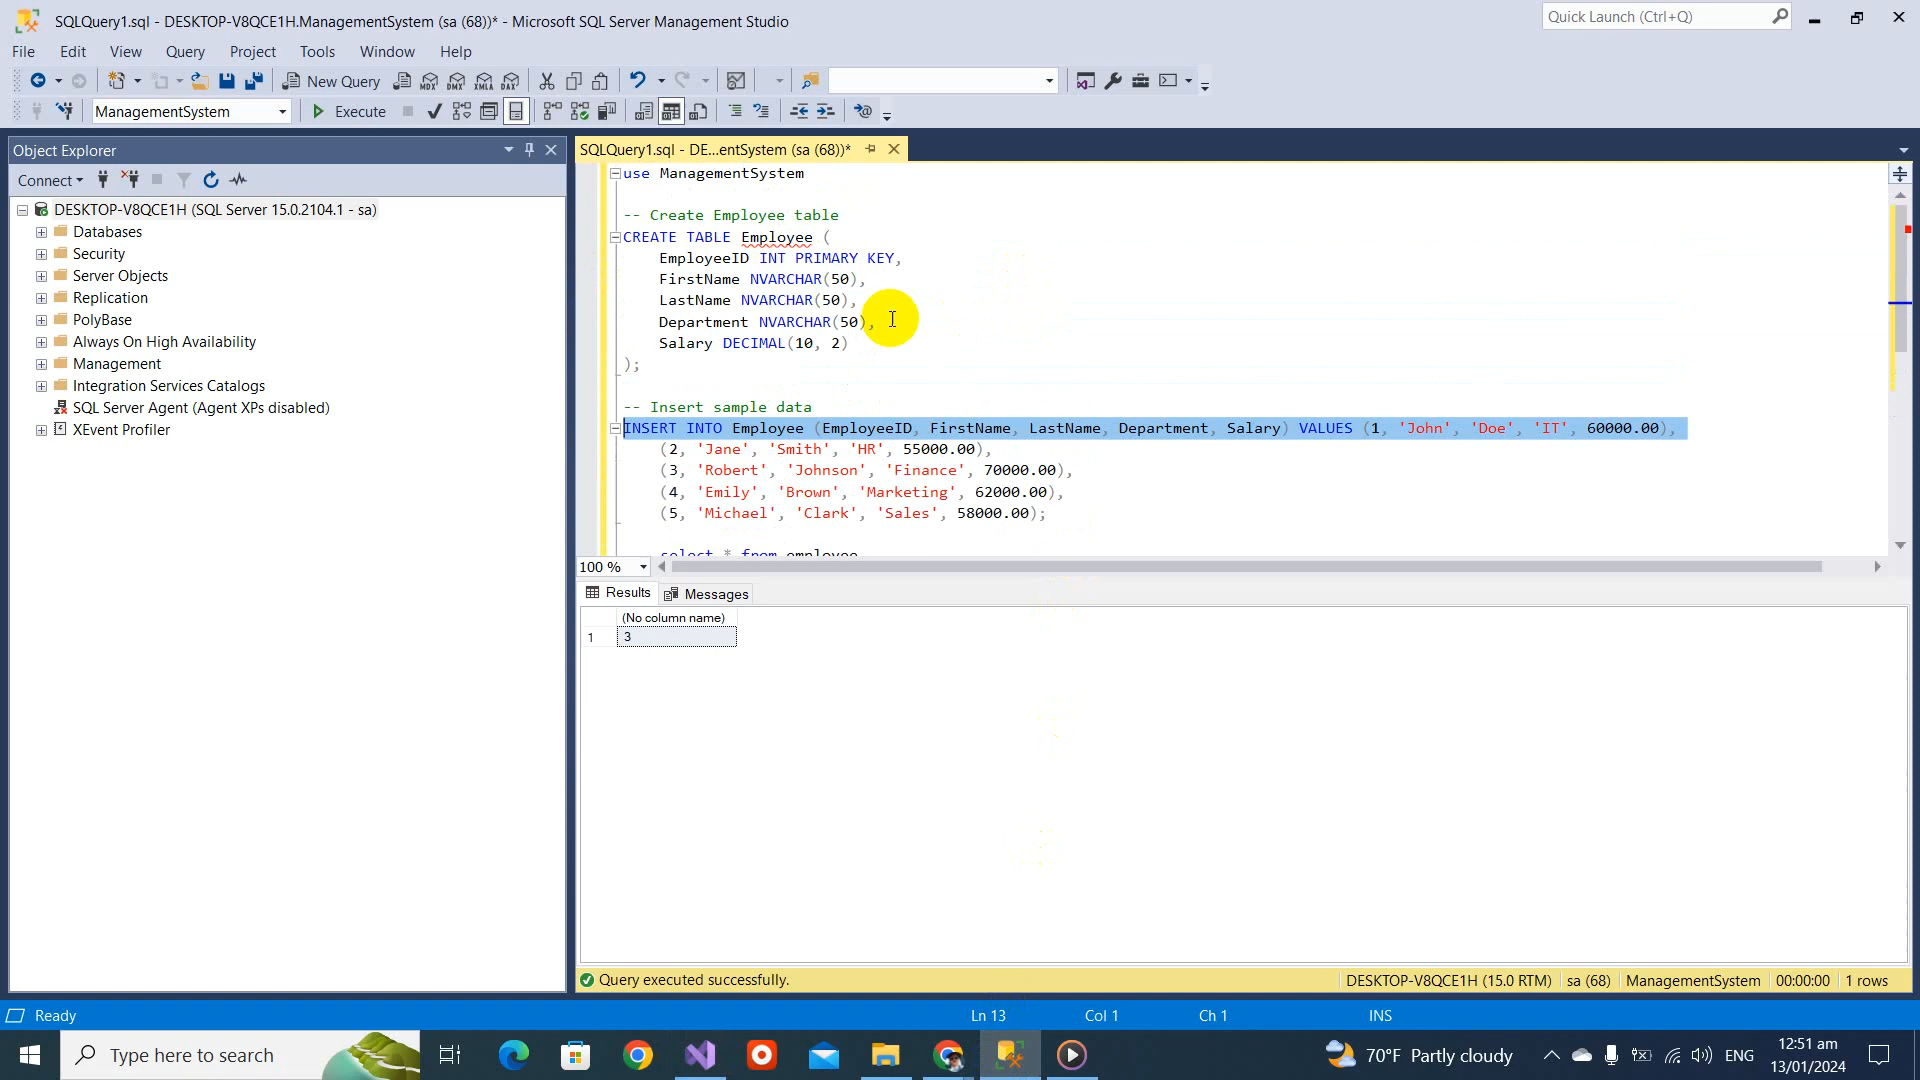 SQLQuery1.sql - DESKTOP-V8QCE1H.ManagementSystem (sa (68))* - Microsoft SQL Server Management Studio
Quick Launch (Ctrl+Q)
File Edit View Query Project Tools Window Help
New Query MDX DMX XMLA DAX
ManagementSystem Execute
Object Explorer
Connect
DESKTOP-V8QCE1H (SQL Server 15.0.2104.1 - sa)
Databases
Security
Server Objects
Replication
PolyBase
Always On High Availability
Management
Integration Services Catalogs
SQL Server Agent (Agent XPs disabled)
XEvent Profiler
SQLQuery1.sql - DE...entSystem (sa (68))*
use ManagementSystem
-- Create Employee table
CREATE TABLE Employee (
EmployeeID INT PRIMARY KEY,
FirstName NVARCHAR(50),
LastName NVARCHAR(50),
Department NVARCHAR(50),
Salary DECIMAL(10, 2)
);
-- Insert sample data
INSERT INTO Employee (EmployeeID, FirstName, LastName, Department, Salary) VALUES (1, 'John', 'Doe', 'IT', 60000.00),
(2, 'Jane', 'Smith', 'HR', 55000.00),
(3, 'Robert', 'Johnson', 'Finance', 70000.00),
(4, 'Emily', 'Brown', 'Marketing', 62000.00),
(5, 'Michael', 'Clark', 'Sales', 58000.00);
select * from employee
100 %
Results Messages
(No column name)
1 3
Query executed successfully.
DESKTOP-V8QCE1H (15.0 RTM) sa (68) ManagementSystem 00:00:00 1 rows
Ready Ln 13 Col 1 Ch 1 INS
Type here to search
70°F Partly cloudy
ENG
12:51 am
13/01/2024